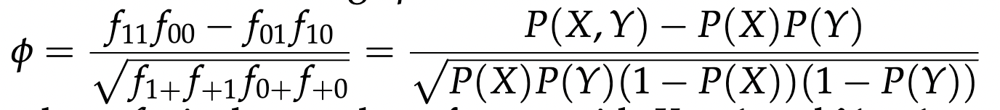 ϕ = (f₁₁f₀₀ − f₀₁f₁₀) / √(f₁₊f₊₁f₀₊f₊₀) = (P(X, Y) − P(X)P(Y)) / √(P(X)P(Y)(1 − P(X))(1 − P(Y)))